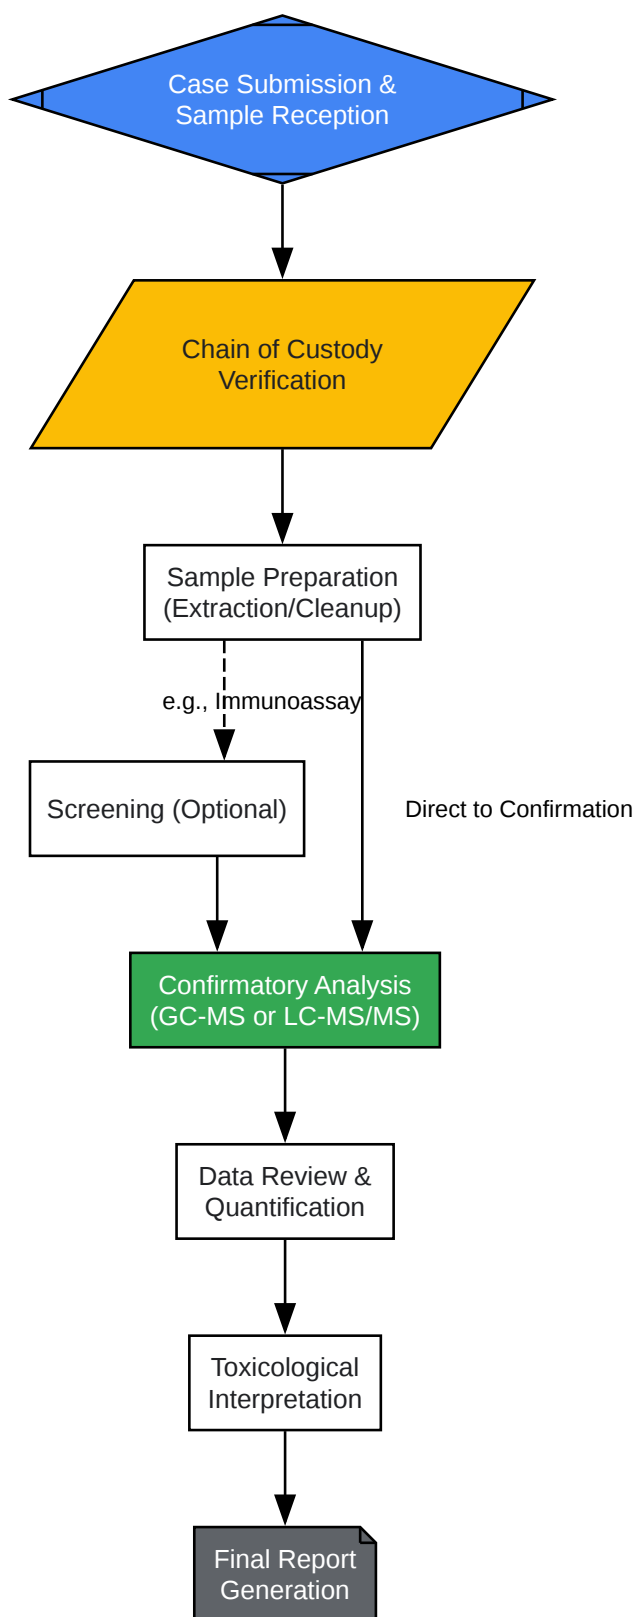 Case Submission &
Sample Reception
Chain of Custody
Verification
Sample Preparation
(Extraction/Cleanup)
e.g., Immunoassay
Screening (Optional)
Direct to Confirmation
Confirmatory Analysis
(GC-MS or LC-MS/MS)
Data Review &
Quantification
Toxicological
Interpretation
Final Report
Generation